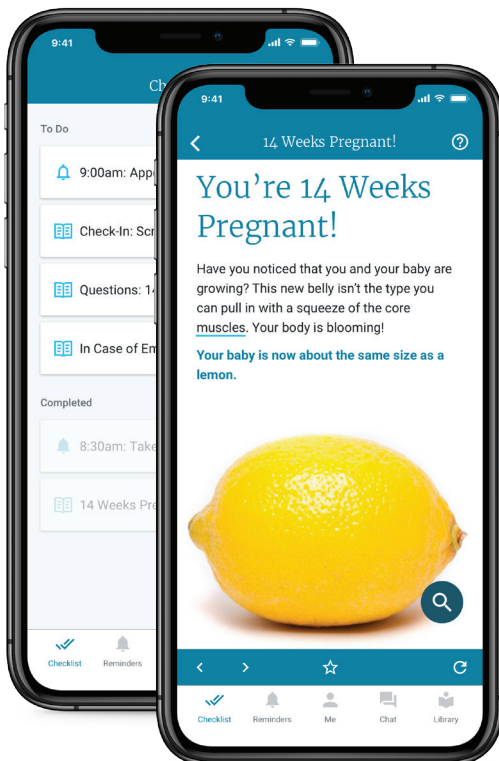 9:41
Ch
To Do
9:00am: App
Check-In: Scr
Questions: 14
In Case of Em
Completed
8:30am: Take
14 Weeks Pre
Checklist
Reminders
9:41
14 Weeks Pregnant!
You're 14 Weeks
Pregnant!
Have you noticed that you and your baby are
growing? This new belly isn't the type you
can pull in with a squeeze of the core
muscles. Your body is blooming!
Your baby is now about the same size as a
lemon.
Checklist
Reminders
Me
Chat
Library